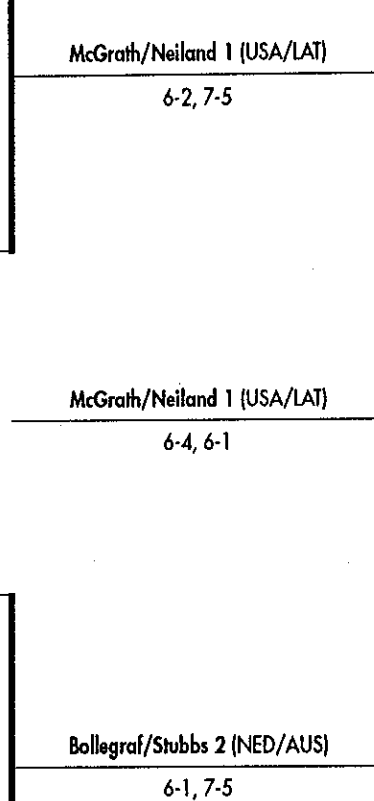 McGrath/Neiland 1 (USA/LAT)
6-2, 7-5
McGrath/Neiland 1 (USA/LAT)
6-4, 6-1
Bollegraf/Stubbs 2 (NED/AUS)
6-1, 7-5